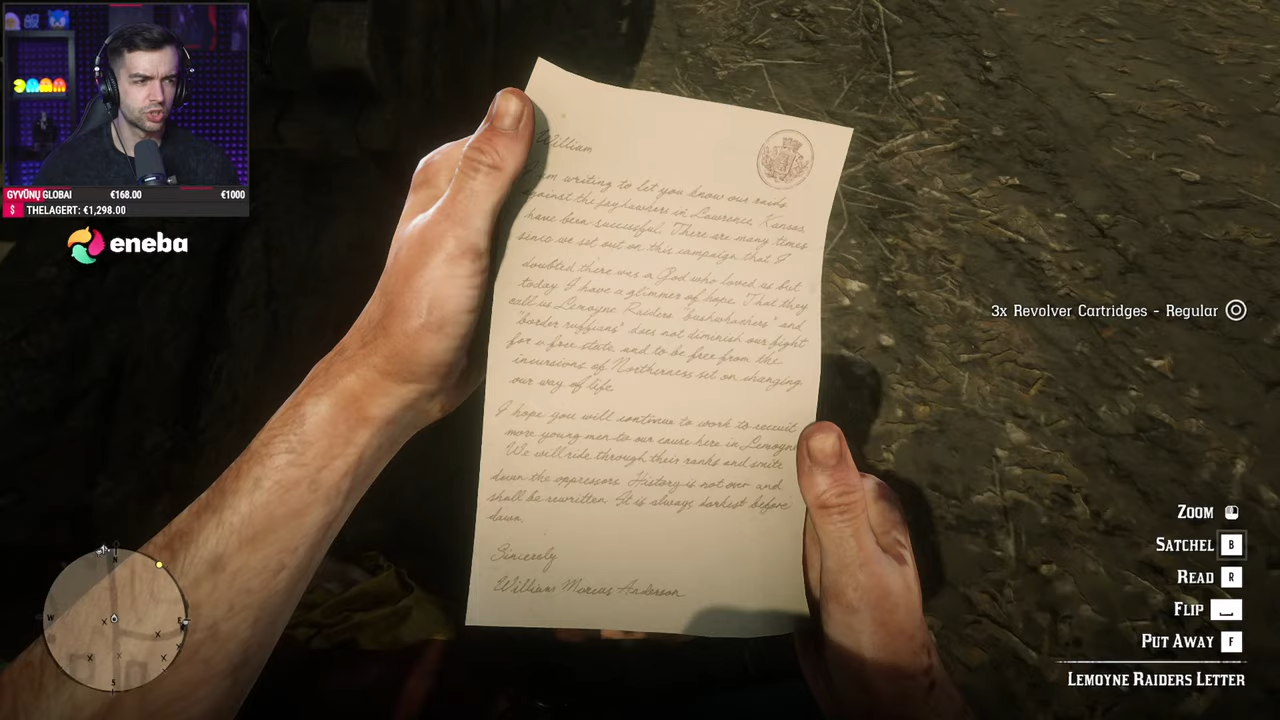 GYVŪNŲ GLOBAI €168.00 €1000
$ THELAGERT: €1,298.00
eneba
William
I am writing to let you know our raids
against the jayhawkers in Lawrence, Kansas,
have been successful. There are many times
since we set out on this campaign that I
doubted there was a God who loved us but
today I have a glimmer of hope. That they
call us Lemoyne Raiders "bushwhackers" and
"border ruffians" does not diminish our fight
for a free state and to be free from the
incursions of Northerness set on changing
our way of life
I hope you will continue to work to recruit
more young men to our cause here in Lemoyne
We will ride through their ranks and smite
down the oppressors. History is not over and
shall be rewritten. It is always darkest before
dawn.
Sincerely
William Marcus Anderson
3x Revolver Cartridges - Regular
ZOOM
SATCHEL B
READ R
FLIP
PUT AWAY F
LEMOYNE RAIDERS LETTER
N
W
E
S